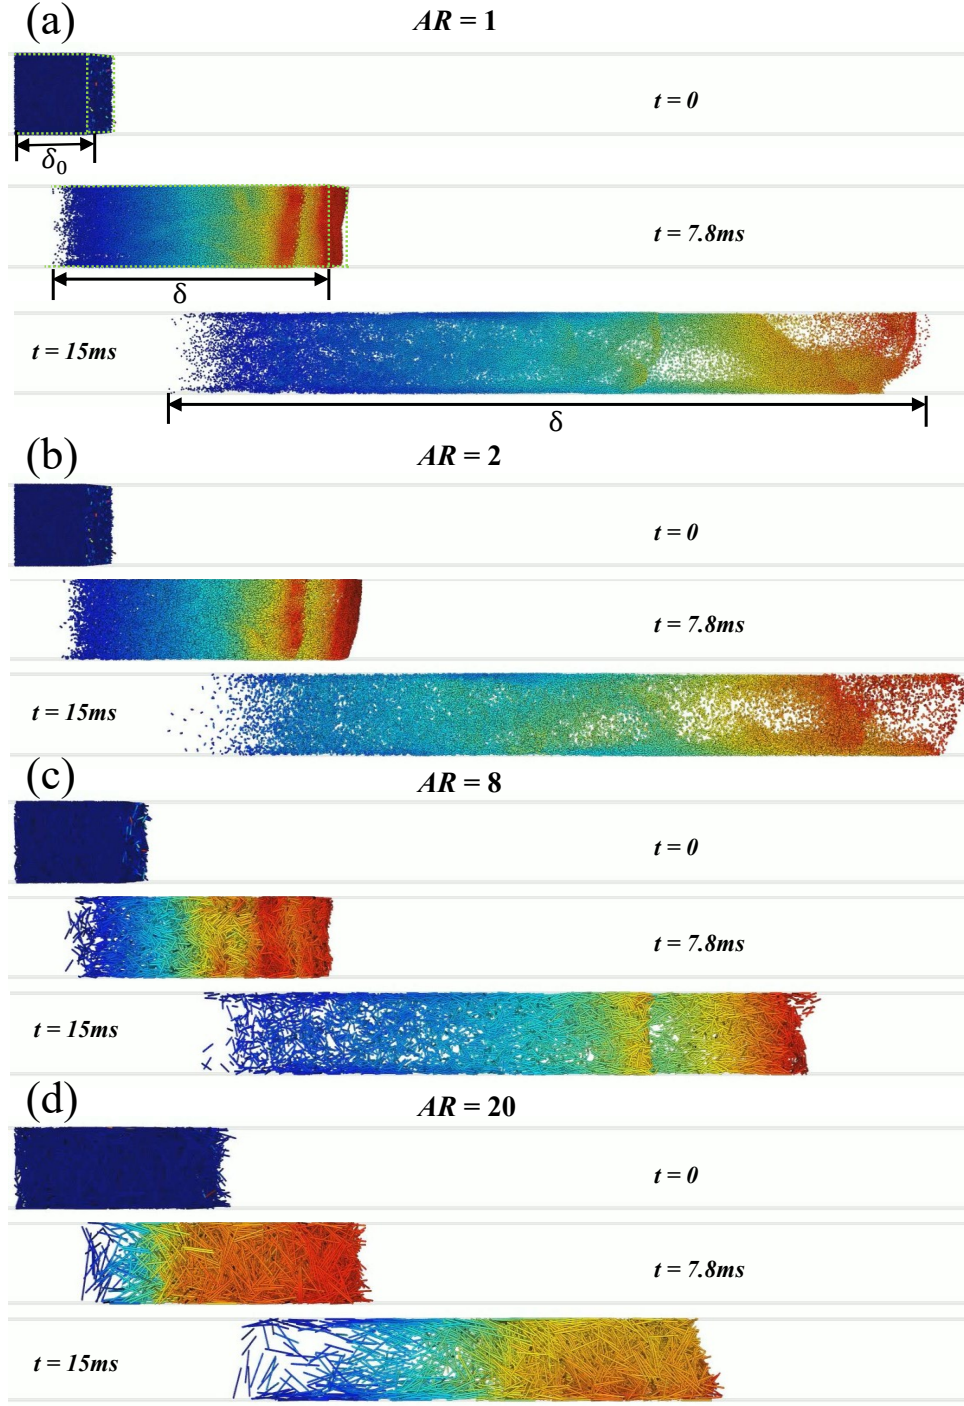 (a)
AR = 1
t = 0
δ₀
t = 7.8ms
δ
t = 15ms
δ
(b)
AR = 2
t = 0
t = 7.8ms
t = 15ms
(c)
AR = 8
t = 0
t = 7.8ms
t = 15ms
(d)
AR = 20
t = 0
t = 7.8ms
t = 15ms